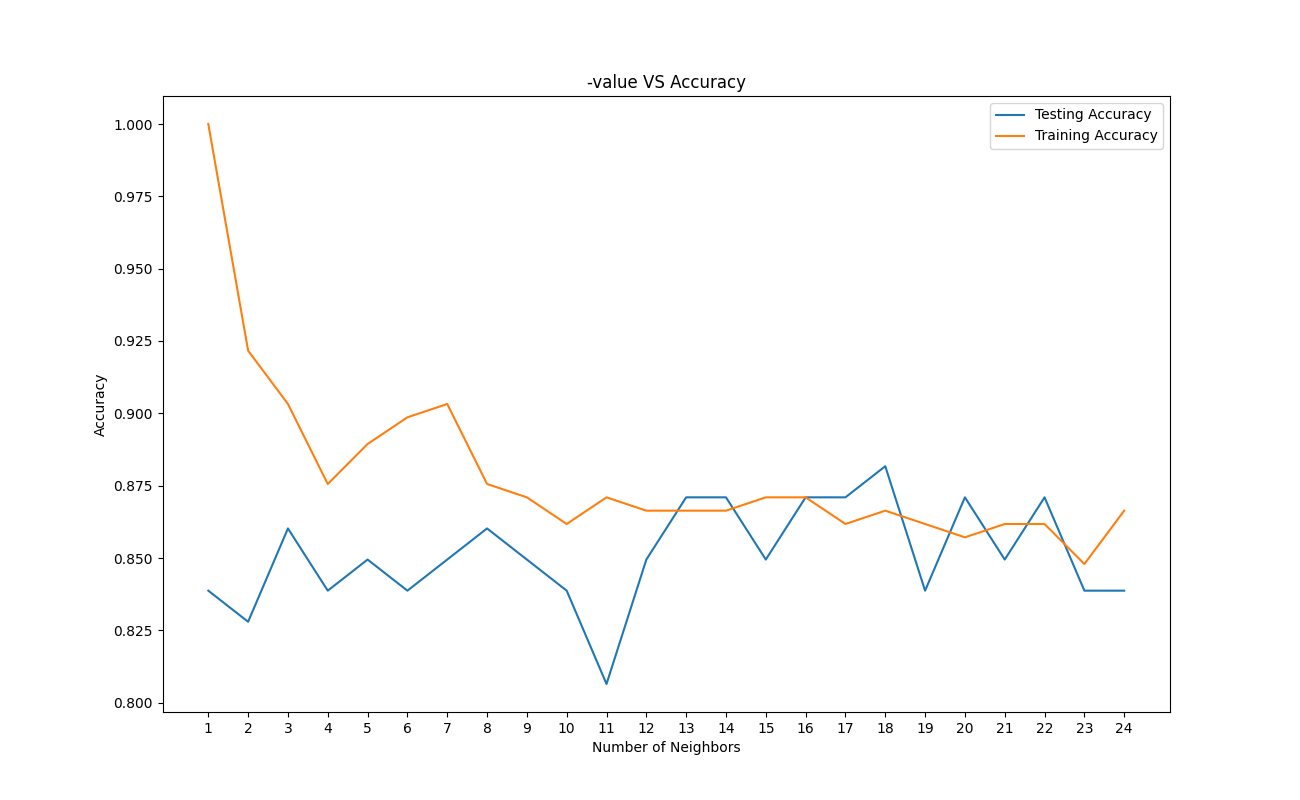 -value VS Accuracy
Testing Accuracy
Training Accuracy
1.000
0.975
0.950
0.925
0.900
0.875
0.850
0.825
0.800
Accuracy
1 2 3 4 5 6 7 8 9 10 11 12 13 14 15 16 17 18 19 20 21 22 23 24
Number of Neighbors